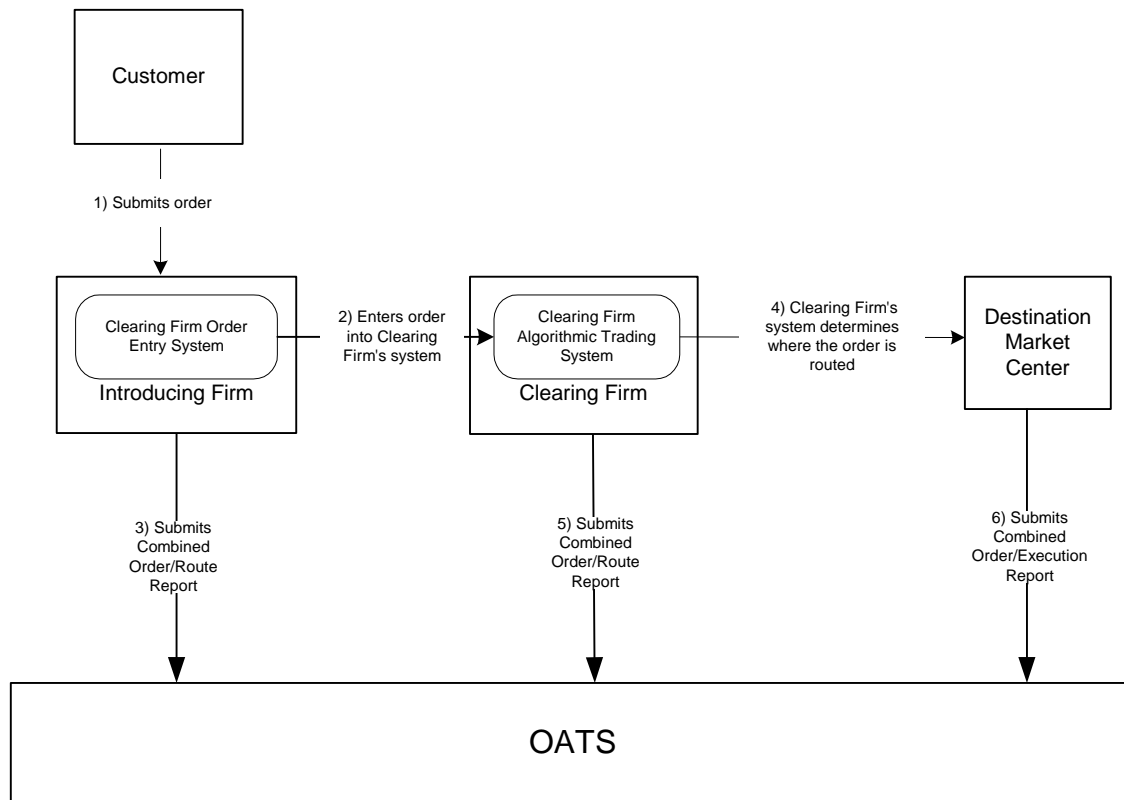 Customer
1) Submits order
Clearing Firm Order
Entry System
Introducing Firm
2) Enters order
into Clearing
Firm's system
Clearing Firm
Algorithmic Trading
System
Clearing Firm
4) Clearing Firm's
system determines
where the order is
routed
Destination
Market
Center
3) Submits
Combined
Order/Route
Report
5) Submits
Combined
Order/Route
Report
6) Submits
Combined
Order/Execution
Report
OATS